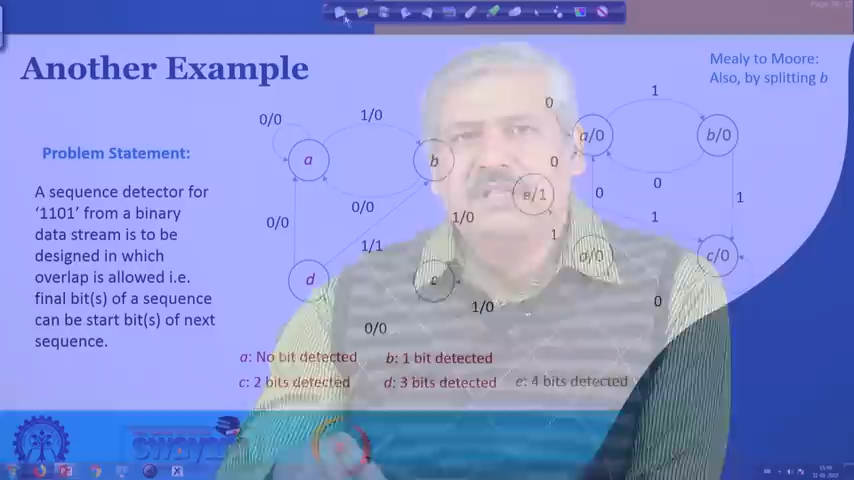 Another Example
Mealy to Moore:
Also, by splitting b
Problem Statement:
A sequence detector for
'1101' from a binary
data stream is to be
designed in which
overlap is allowed i.e.
final bit(s) of a sequence
can be start bit(s) of next
sequence.
0/0
1/0
a
b
0/0
0/0
1/0
1/1
d
c
1/0
0/0
0
1
a/0
b/0
0
0
e/1
0
1
1
1
d/0
c/0
0
a: No bit detected
b: 1 bit detected
c: 2 bits detected
d: 3 bits detected
e: 4 bits detected